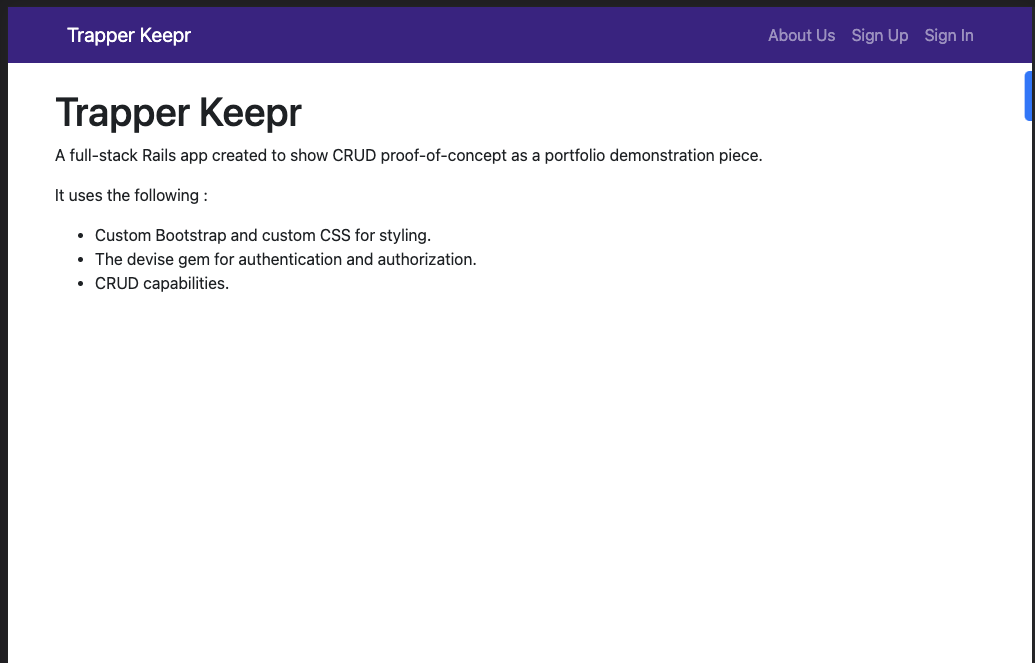 Trapper Keepr
About Us Sign Up Sign In
Trapper Keepr
A full-stack Rails app created to show CRUD proof-of-concept as a portfolio demonstration piece.
It uses the following :
Custom Bootstrap and custom CSS for styling.
The devise gem for authentication and authorization.
CRUD capabilities.